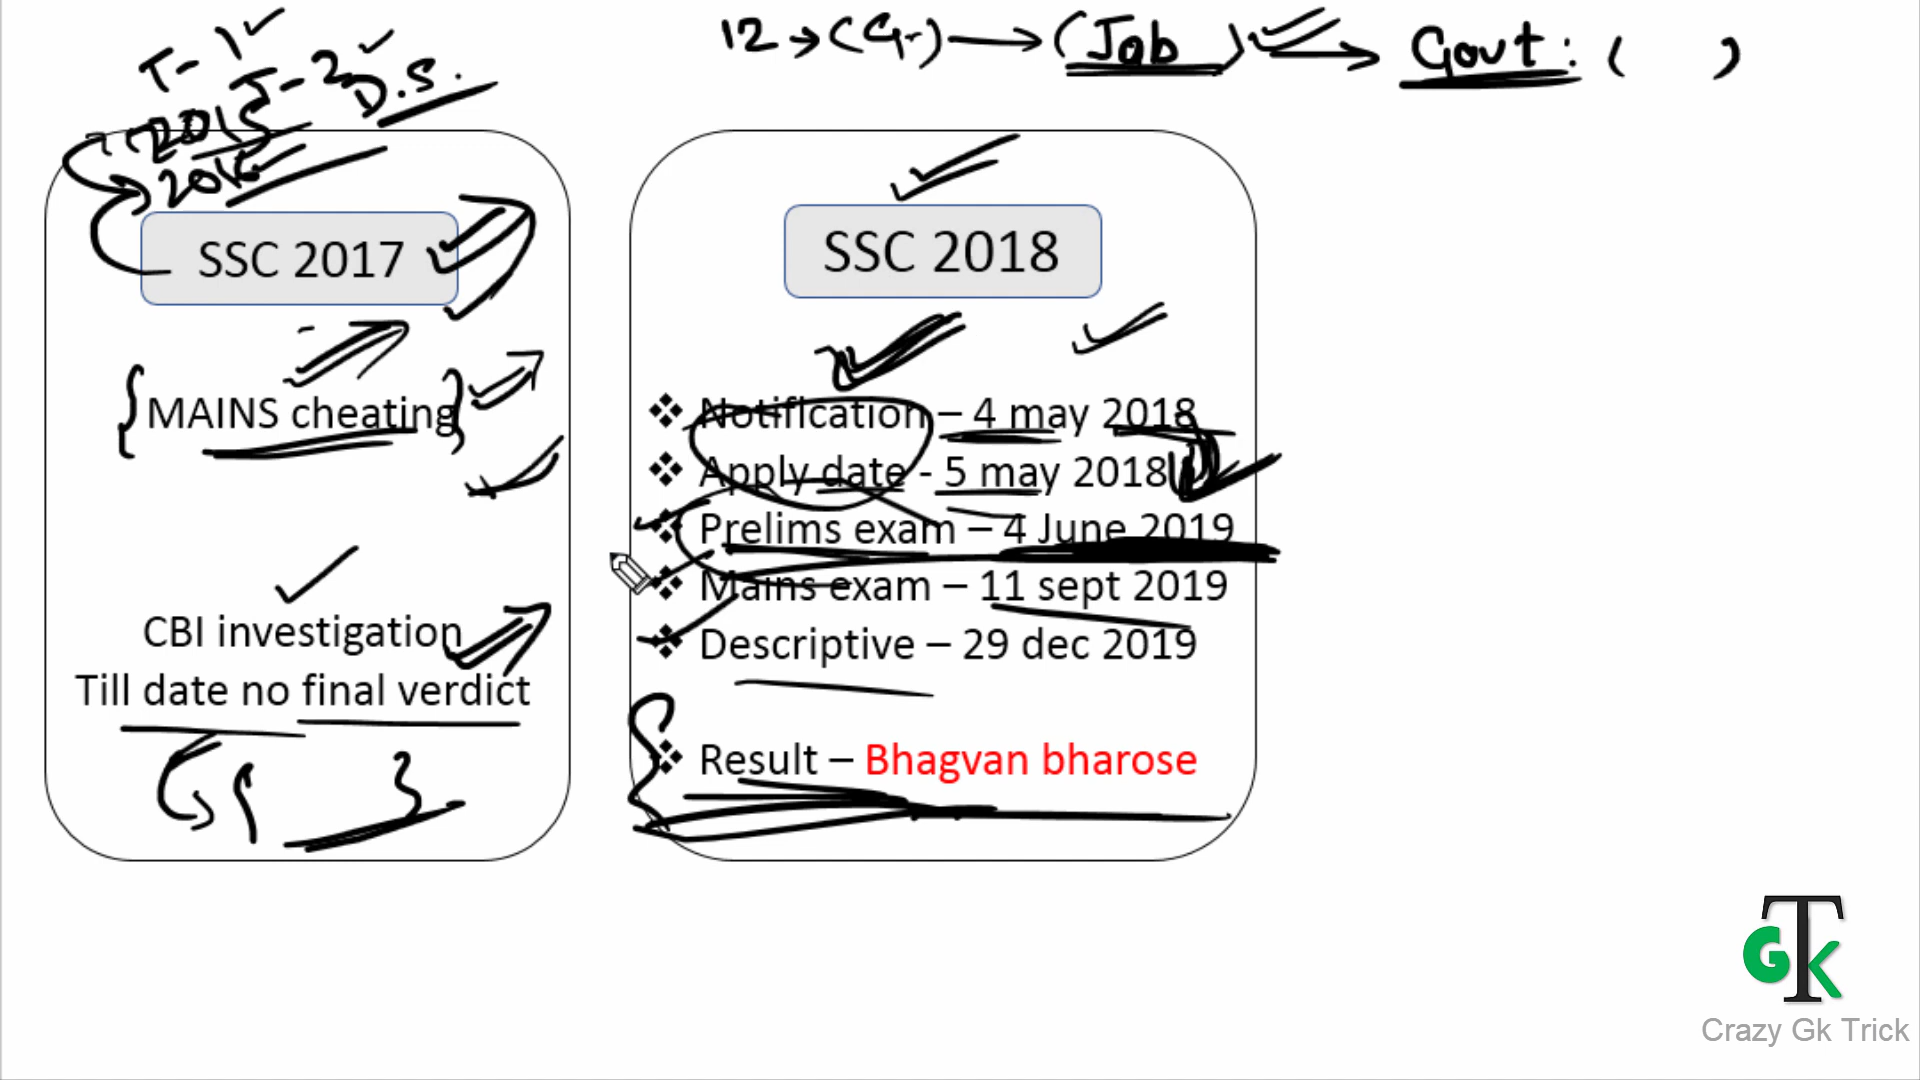 12 → (Gr) → (Job) → Govt: ( )
T-1
T-2
D.S.
2015
2016
SSC 2017
{MAINS cheating}
CBI investigation
Till date no final verdict
SSC 2018
❖ Notification – 4 may 2018
❖ Apply date - 5 may 2018
❖ Prelims exam – 4 June 2019
❖ Mains exam – 11 sept 2019
❖ Descriptive – 29 dec 2019
❖ Result – Bhagvan bharose
GTK
Crazy Gk Trick